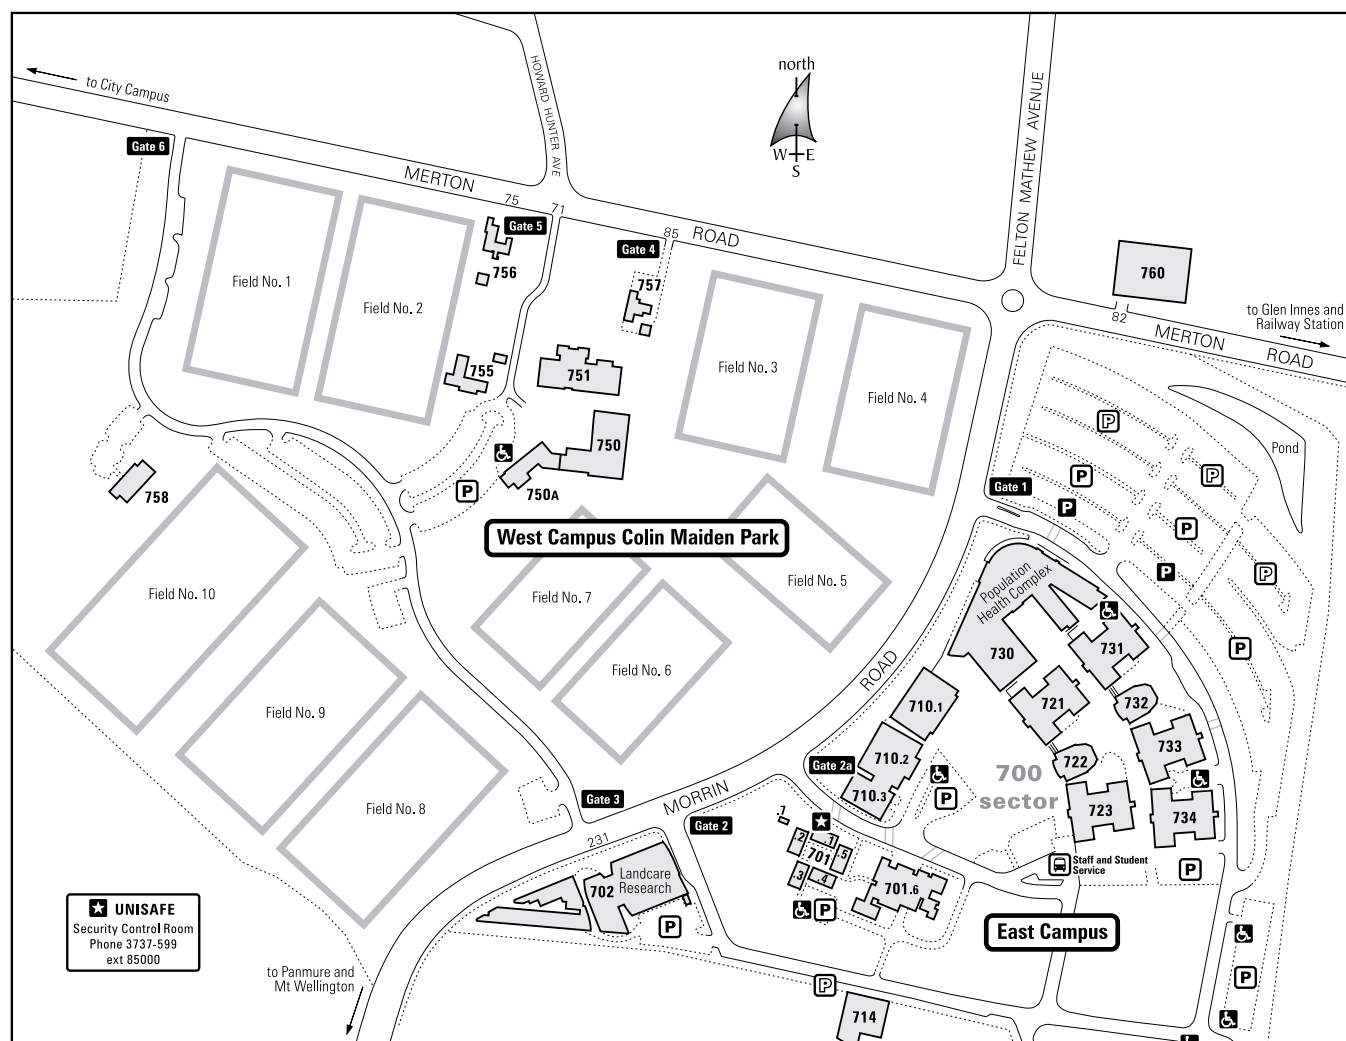 north
W E
S
to City Campus
HOWARD HUNTER AVE
FELTON MATHEW AVENUE
Gate 6
MERTON
75
71
Gate 5
85
ROAD
Gate 4
756
757
760
to Glen Innes and
Railway Station
82
MERTON
ROAD
Field No. 1
Field No. 2
Field No. 3
Field No. 4
755
751
750
750A
P
758
Pond
P
P
P
P
P
P
P
P
Gate 1
West Campus Colin Maiden Park
Field No. 10
Field No. 7
Field No. 5
Field No. 6
Field No. 9
Field No. 8
Population
Health Complex
730
731
721
732
733
722
723
734
ROAD
710.1
710.2
710.3
Gate 2a
P
700
sector
Gate 3
MORRIN
Gate 2
231
.7
.2
.1
701
.5
.3
.4
701.6
P
Staff and Student
Service
P
702
Landcare
Research
P
East Campus
UNISAFE
Security Control Room
Phone 3737-599
ext 85000
to Panmure and
Mt Wellington
P
714
P